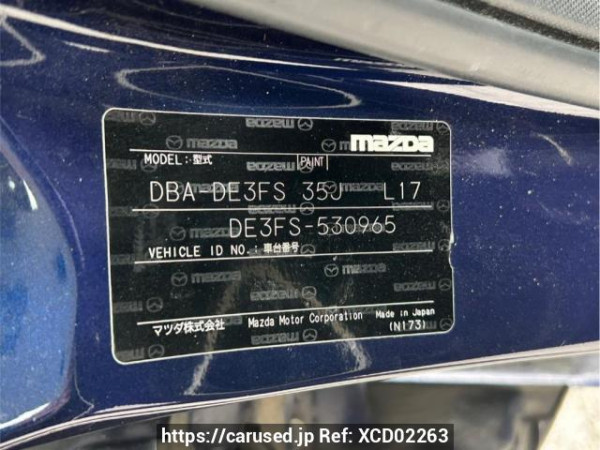 mazda
MODEL:型式 PAINT
DBA-DE3FS 35J L17
DE3FS-530965
VEHICLE ID NO.:車台番号
マツダ株式会社 Mazda Motor Corporation Made in Japan
(N173)
https://carused.jp Ref: XCD02263